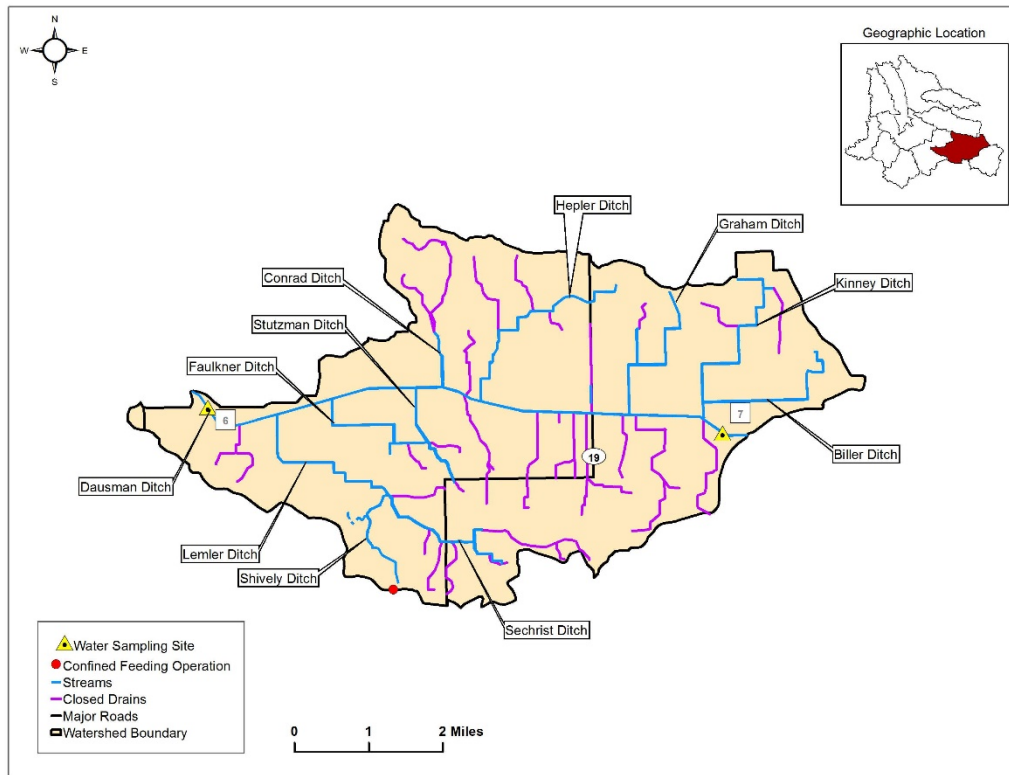 N
W E
S
Geographic Location
Hepler Ditch
Graham Ditch
Conrad Ditch
Kinney Ditch
Stutzman Ditch
Faulkner Ditch
6
7
19
Biller Ditch
Dausman Ditch
Lemler Ditch
Shively Ditch
Sechrist Ditch
Water Sampling Site
Confined Feeding Operation
Streams
Closed Drains
Major Roads
Watershed Boundary
0 1 2 Miles